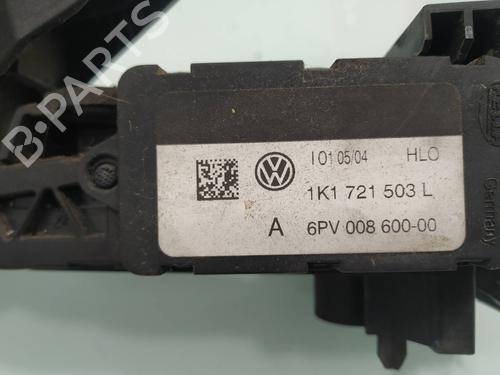 B-PARTS
I01 05/04 HLO
1K1 721 503 L
A 6PV 008 600-00
Germany